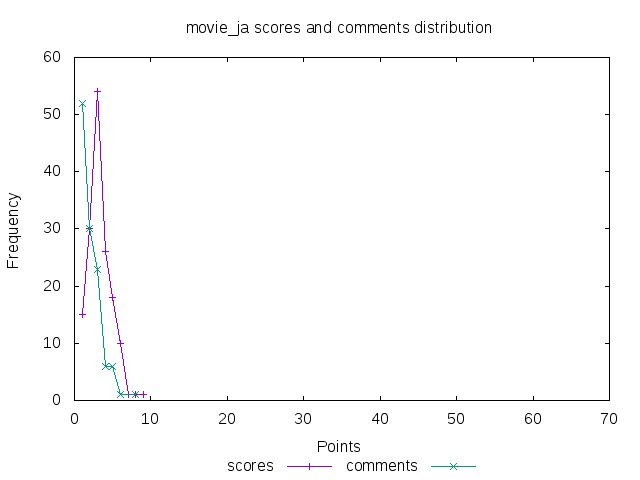 movie_ja scores and comments distribution
60
50
40
30
20
10
0
Frequency
0 10 20 30 40 50 60 70
Points
scores comments